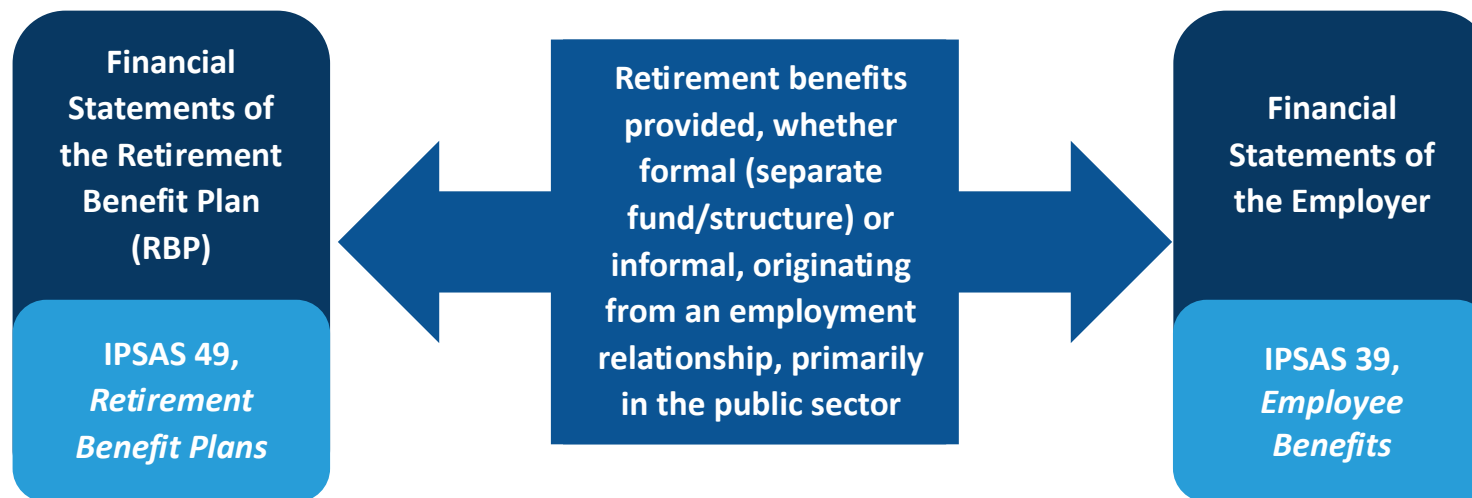 Financial
Statements of
the Retirement
Benefit Plan
(RBP)
IPSAS 49,
Retirement
Benefit Plans
Retirement benefits
provided, whether
formal (separate
fund/structure) or
informal, originating
from an employment
relationship, primarily
in the public sector
Financial
Statements of
the Employer
IPSAS 39,
Employee
Benefits